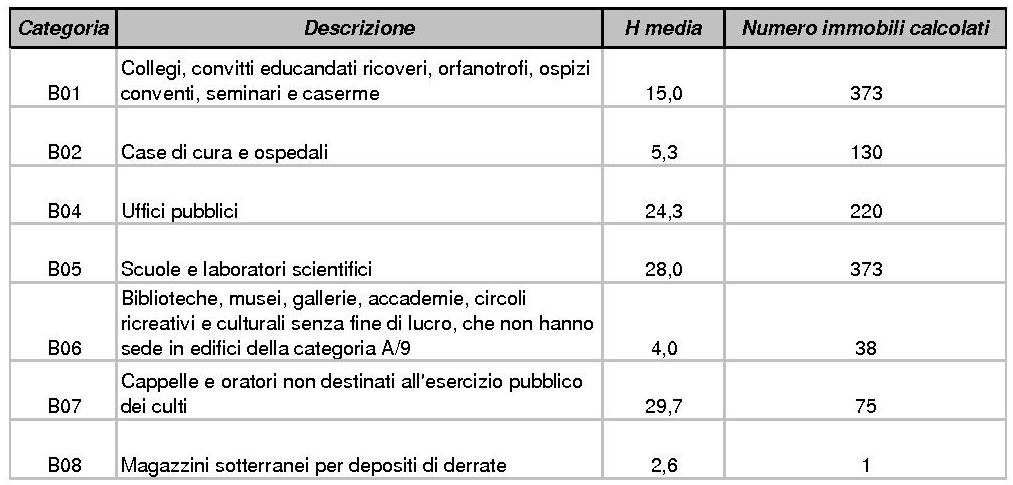 Categoria Descrizione H media Numero immobili calcolati
Collegi, convitti educandati ricoveri, orfanotrofi, ospizi
B01 conventi, seminari e caserme 15,0 373
B02 Case di cura e ospedali 5,3 130
B04 Uffici pubblici 24,3 220
B05 Scuole e laboratori scientifici 28,0 373
Biblioteche, musei, gallerie, accademie, circoli
ricreativi e culturali senza fine di lucro, che non hanno
B06 sede in edifici della categoria A/9 4,0 38
Cappelle e oratori non destinati all'esercizio pubblico
B07 dei culti 29,7 75
B08 Magazzini sotterranei per depositi di derrate 2,6 1